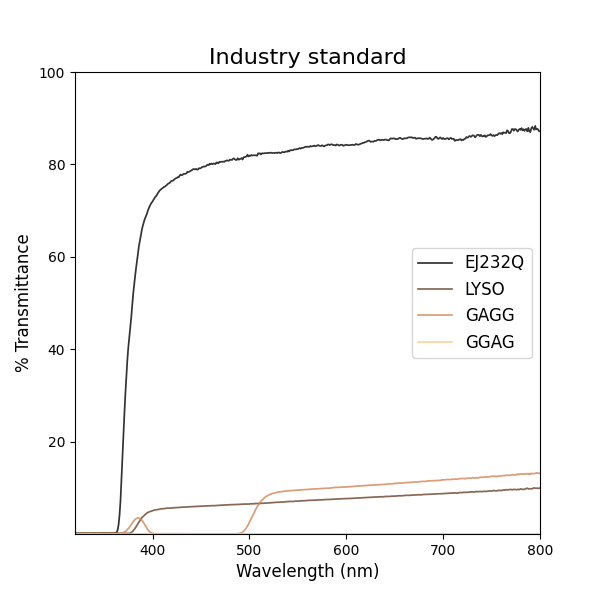 Industry standard
100
80
60
40
20
% Transmittance
EJ232Q
LYSO
GAGG
GGAG
400
500
600
700
800
Wavelength (nm)